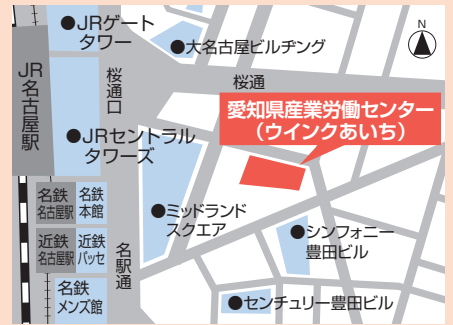 ●JRゲート
タワー
●大名古屋ビルヂング
N
JR
名古屋駅
桜通口
桜通
愛知県産業労働センター
(ウインクあいち)
●JRセントラル
タワーズ
名鉄
名古屋駅
名鉄
本館
●ミッドランド
スクエア
●シンフォニー
豊田ビル
近鉄
名古屋駅
近鉄
パッセ
名駅通
名鉄
メンズ館
●センチュリー豊田ビル